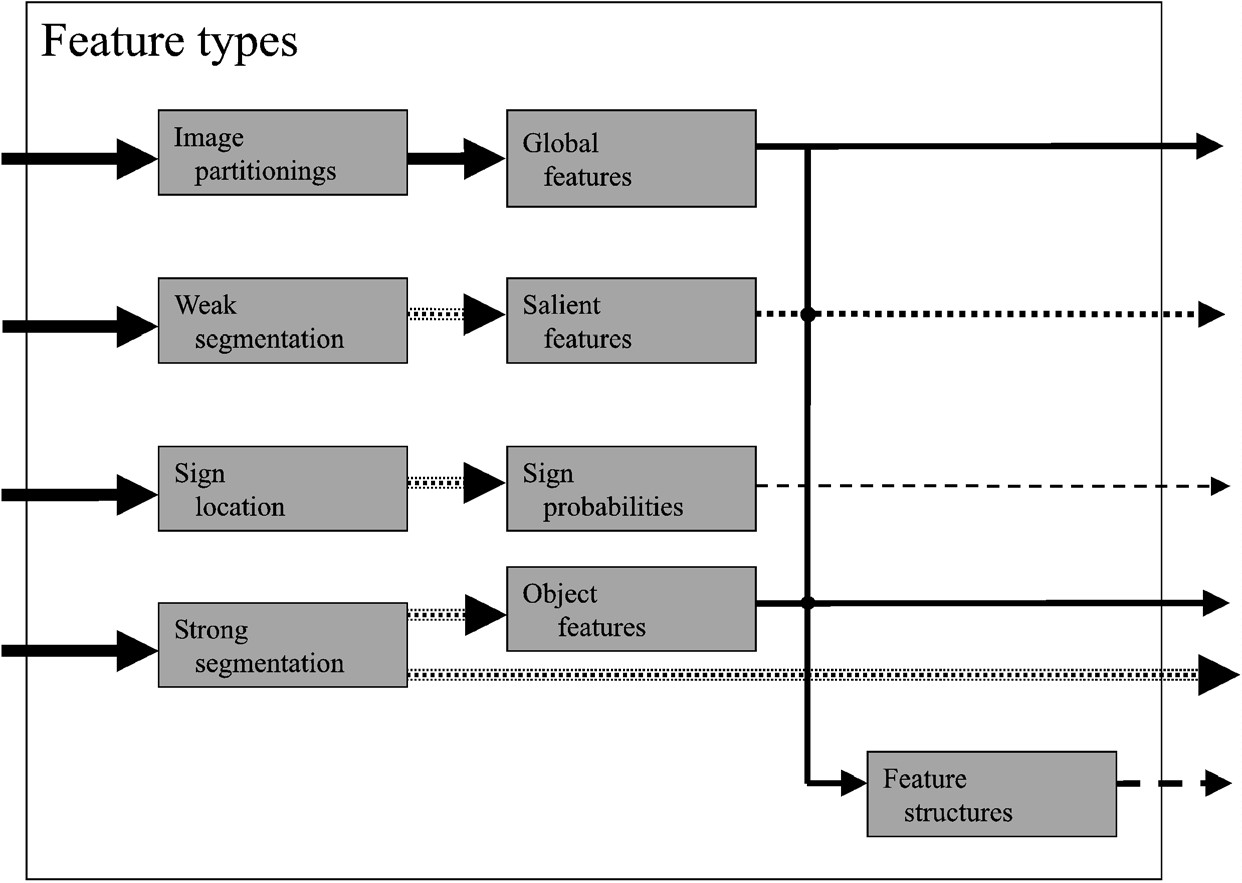 Feature types
Image
partitionings
Global
features
Weak
segmentation
Salient
features
Sign
location
Sign
probabilities
Object
features
Strong
segmentation
Feature
structures